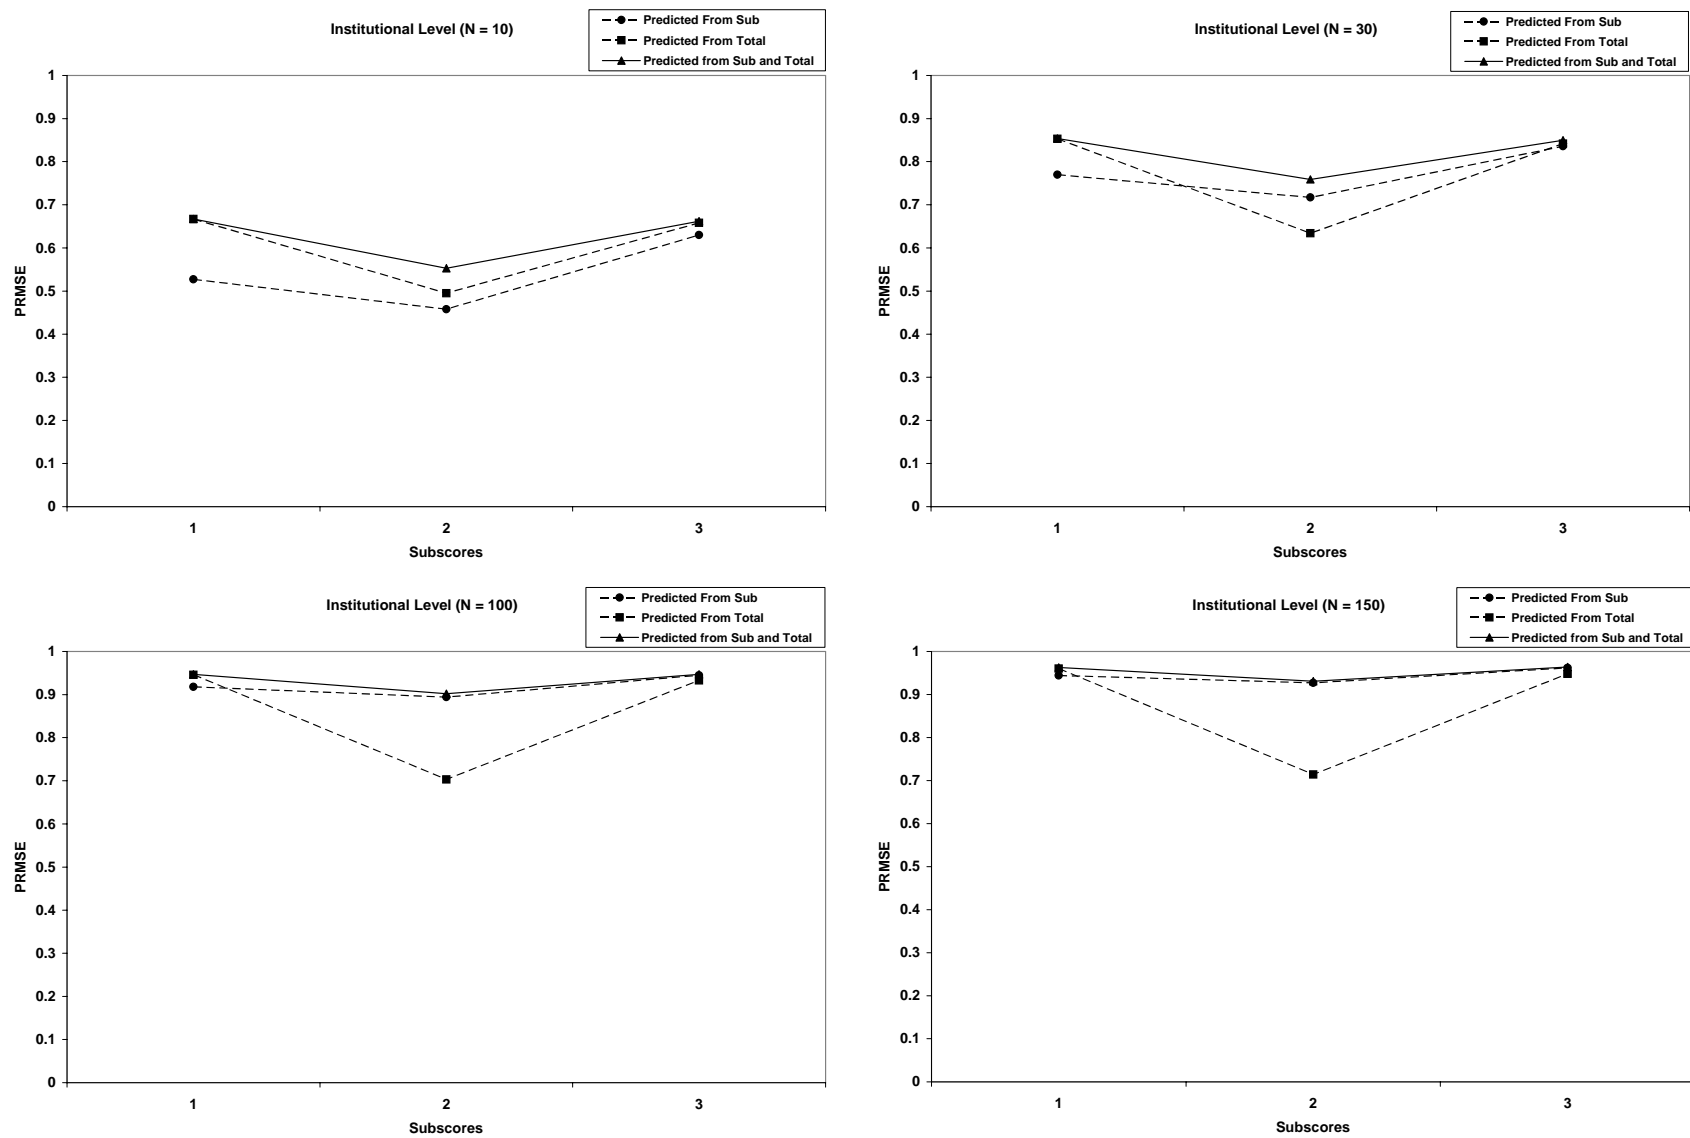 Institutional Level (N = 10)
Predicted From Sub
Predicted From Total
Predicted from Sub and Total
1
0.9
0.8
0.7
0.6
0.5
0.4
0.3
0.2
0.1
0
PRMSE
1 2 3
Subscores
Institutional Level (N = 30)
Predicted From Sub
Predicted From Total
Predicted from Sub and Total
1
0.9
0.8
0.7
0.6
0.5
0.4
0.3
0.2
0.1
0
PRMSE
1 2 3
Subscores
Institutional Level (N = 100)
Predicted From Sub
Predicted From Total
Predicted from Sub and Total
1
0.9
0.8
0.7
0.6
0.5
0.4
0.3
0.2
0.1
0
PRMSE
1 2 3
Subscores
Institutional Level (N = 150)
Predicted From Sub
Predicted From Total
Predicted from Sub and Total
1
0.9
0.8
0.7
0.6
0.5
0.4
0.3
0.2
0.1
0
PRMSE
1 2 3
Subscores